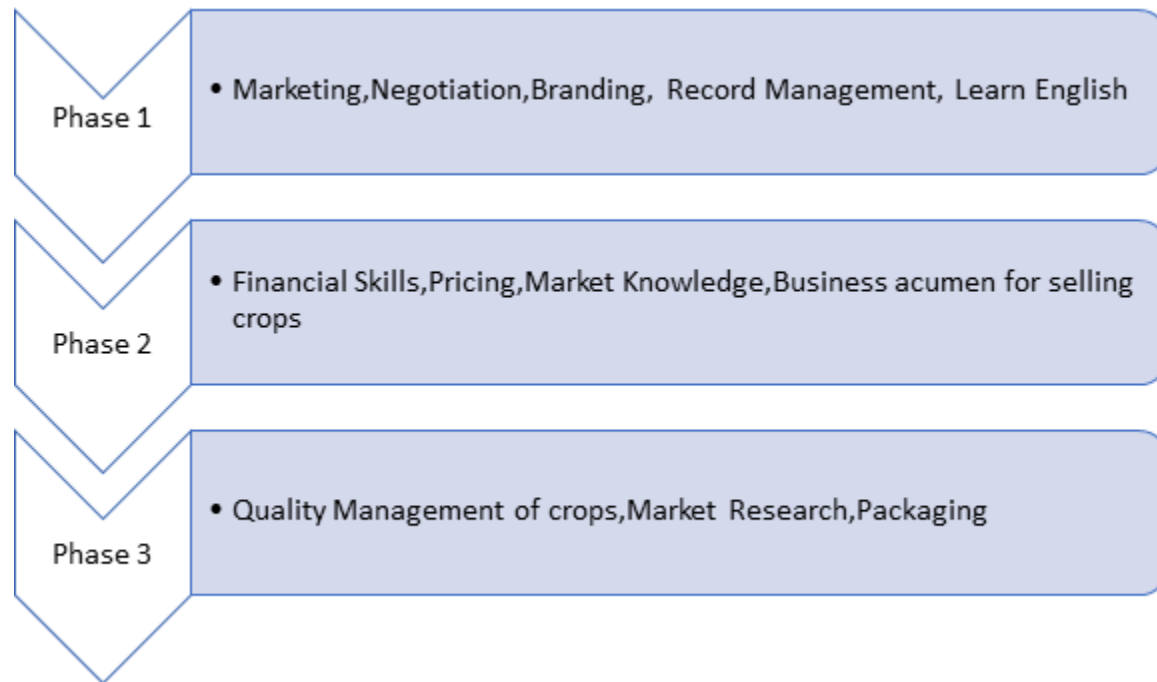 Phase 1
• Marketing,Negotiation,Branding, Record Management, Learn English
Phase 2
• Financial Skills,Pricing,Market Knowledge,Business acumen for selling
crops
Phase 3
• Quality Management of crops,Market Research,Packaging